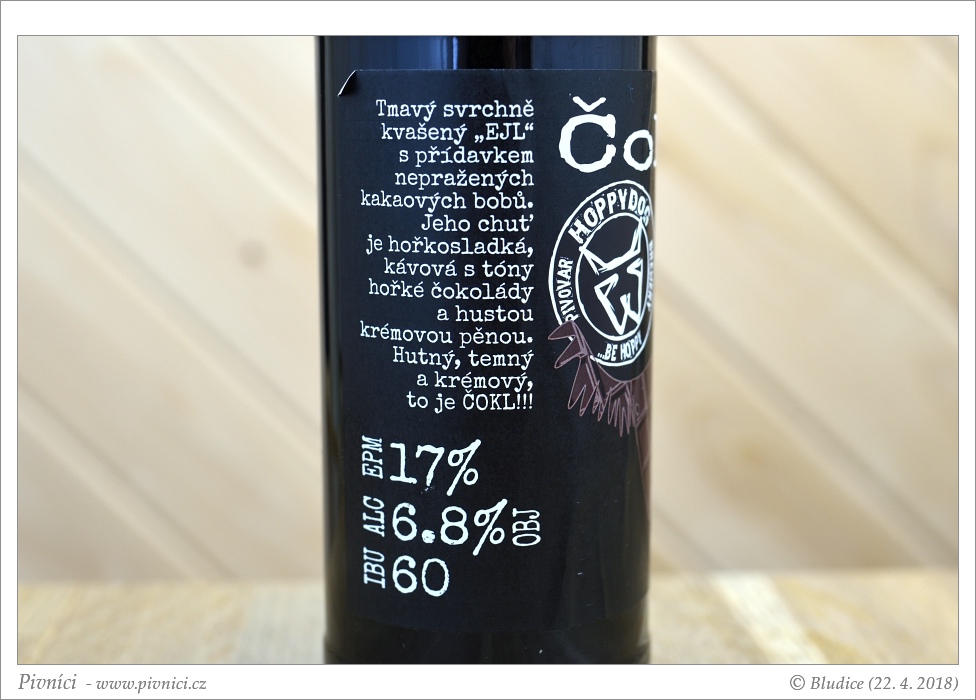 Tmavý svrchně
kvašený „EJL“
s přídavkem
nepražených
kakaových bobů.
Jeho chuť
je hořkosladká,
kávová s tóny
hořké čokolády
a hustou
krémovou pěnou.
Hutný, temný
a krémový,
to je ČOKL!!!
EPM 17%
ALC 6.8% OBJ
IBU 60
Čo
HOPPYDOG
PIVOVAR
...BE HOPPY
Pivníci - www.pivnici.cz
© Bludice (22. 4. 2018)